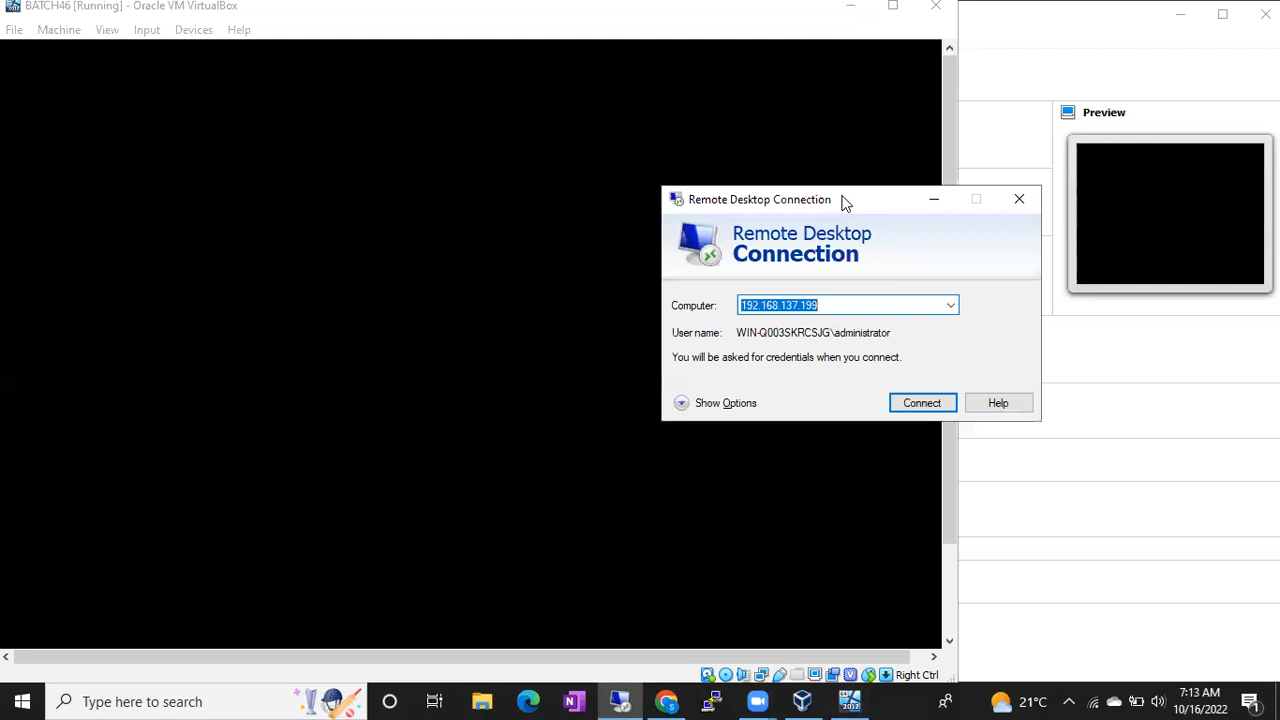 BATCH46 [Running] - Oracle VM VirtualBox
File Machine View Input Devices Help
Preview
Remote Desktop Connection
Remote Desktop
Connection
Computer: 192.168.137.199
User name: WIN-Q003SKRCSJG\administrator
You will be asked for credentials when you connect.
Show Options Connect Help
Right Ctrl
Type here to search
21°C
7:13 AM
10/16/2022